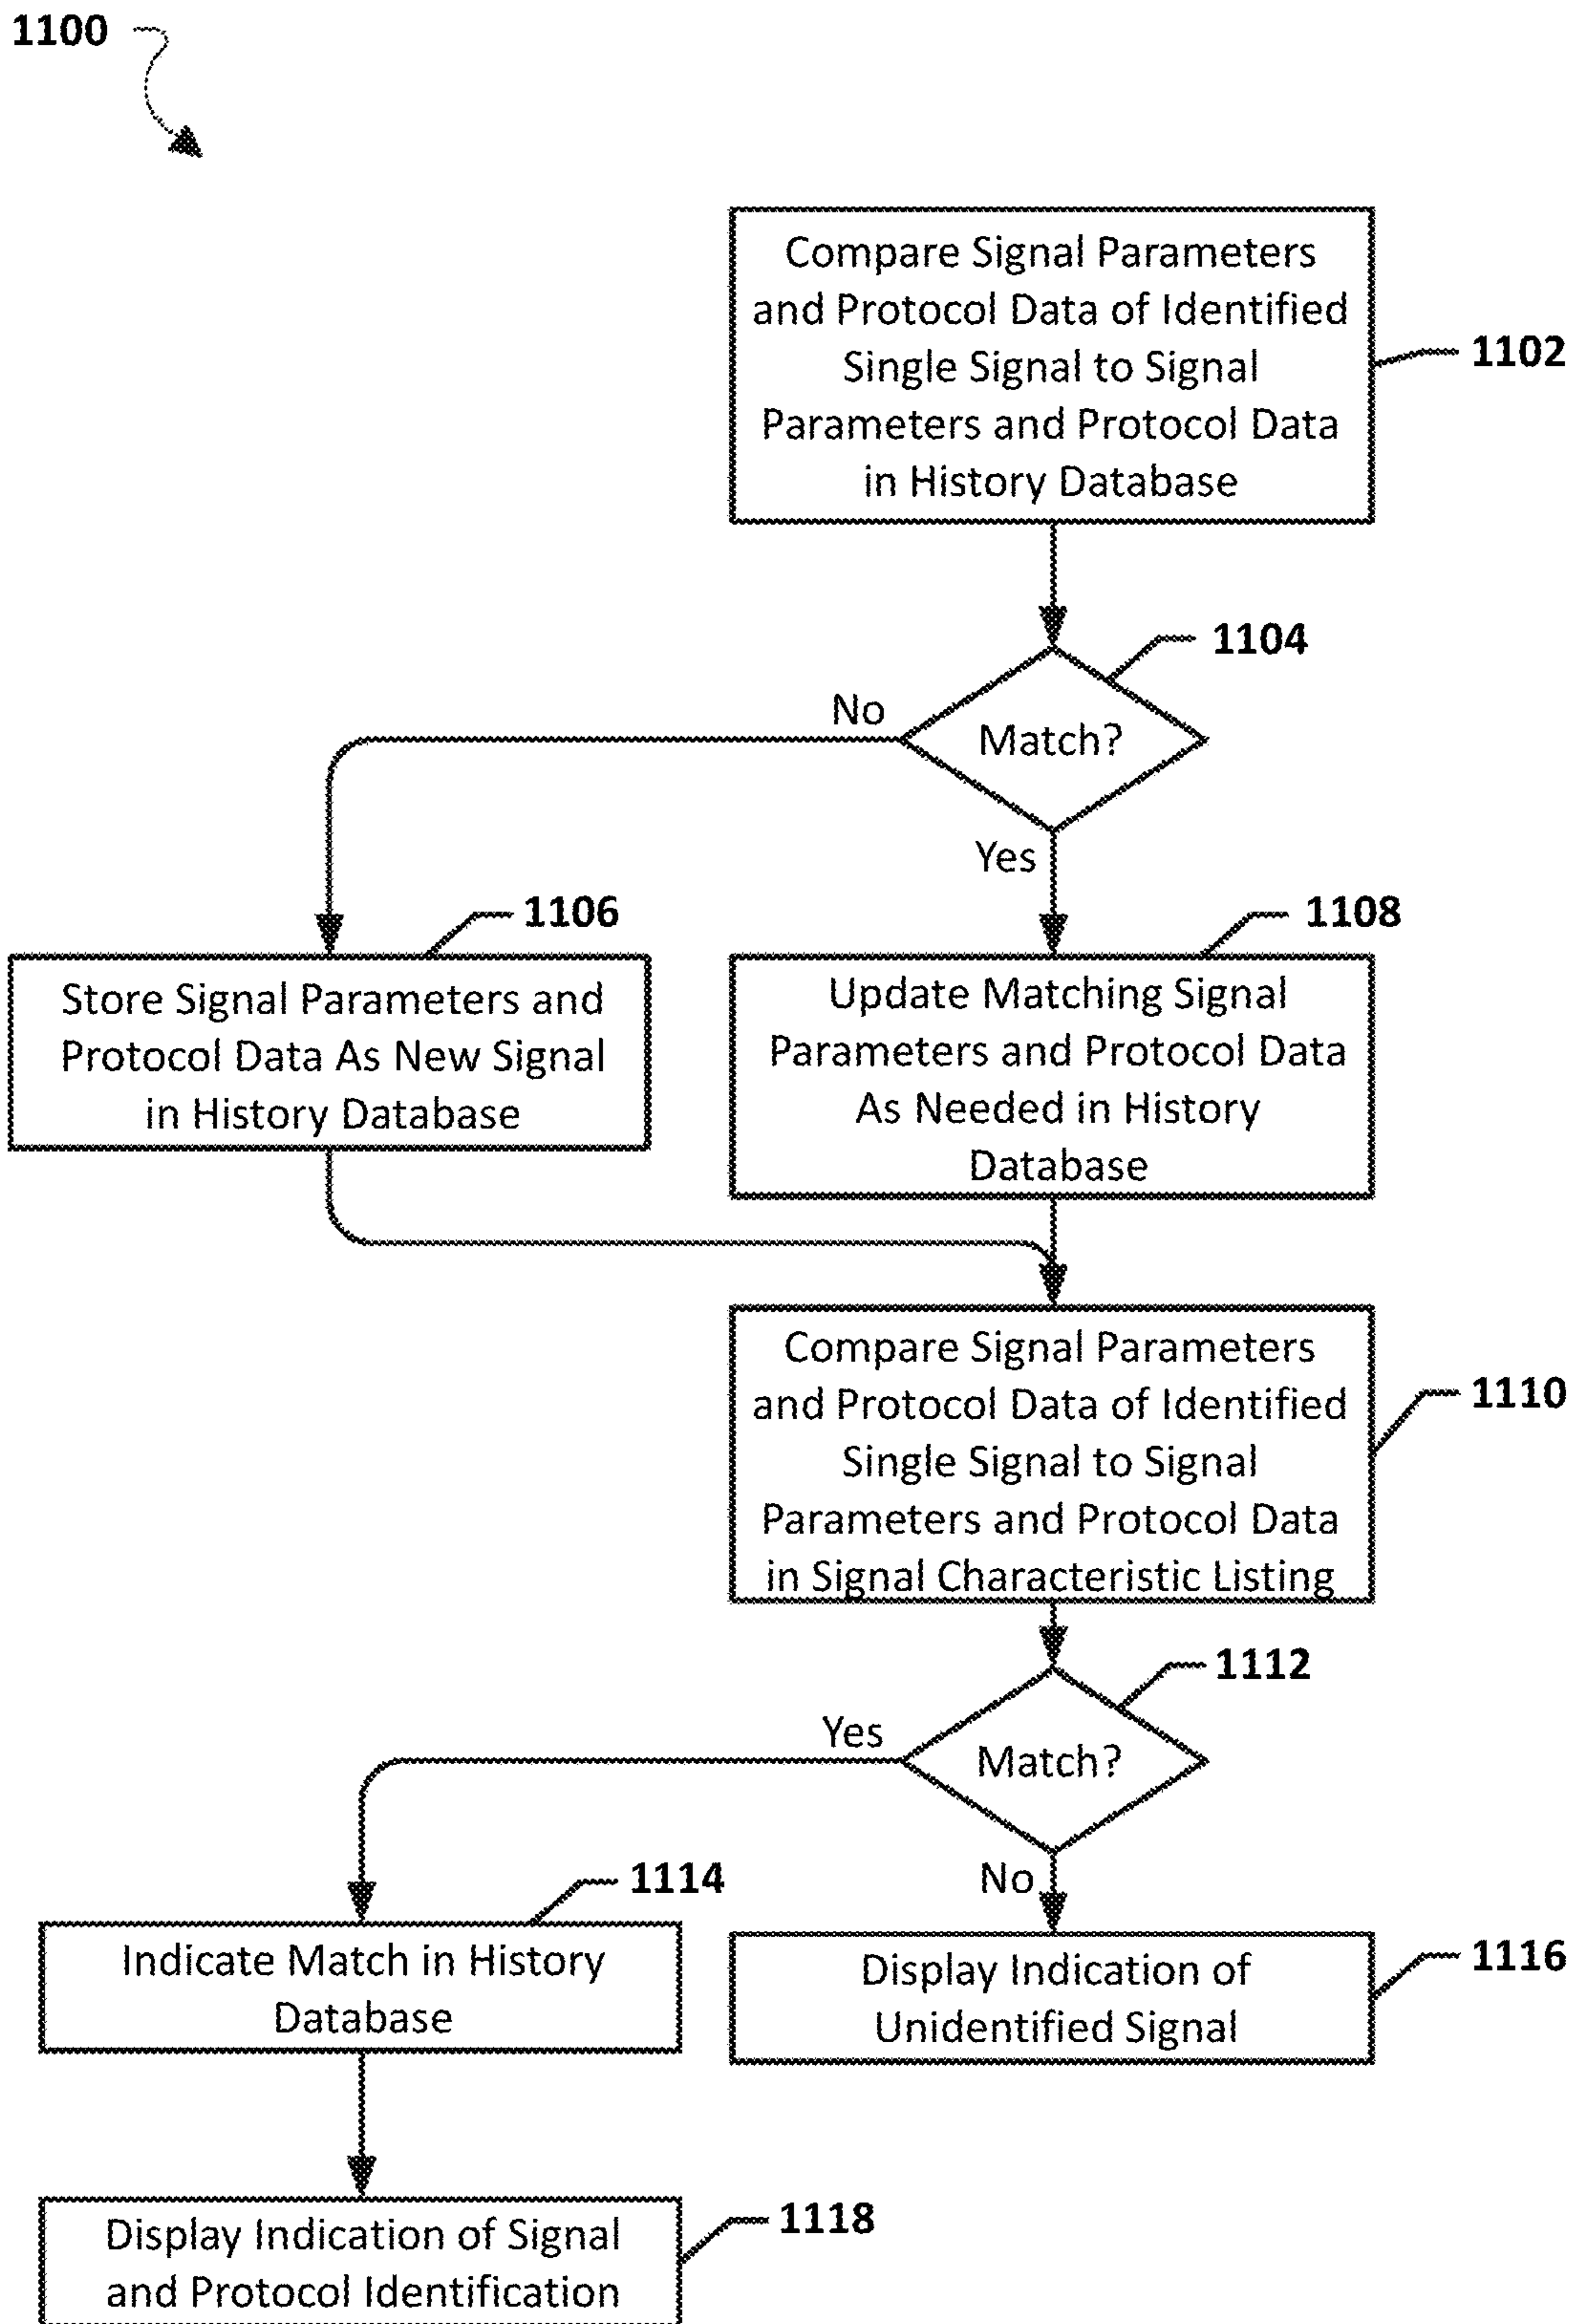 1100
Compare Signal Parameters
and Protocol Data of Identified
Single Signal to Signal
Parameters and Protocol Data
in History Database
1102
1104
Match?
No
Yes
1106
Store Signal Parameters and
Protocol Data As New Signal
in History Database
1108
Update Matching Signal
Parameters and Protocol Data
As Needed in History
Database
Compare Signal Parameters
and Protocol Data of Identified
Single Signal to Signal
Parameters and Protocol Data
in Signal Characteristic Listing
1110
1112
Match?
Yes
No
1114
Indicate Match in History
Database
Display Indication of
Unidentified Signal
1116
Display Indication of Signal
and Protocol Identification
1118